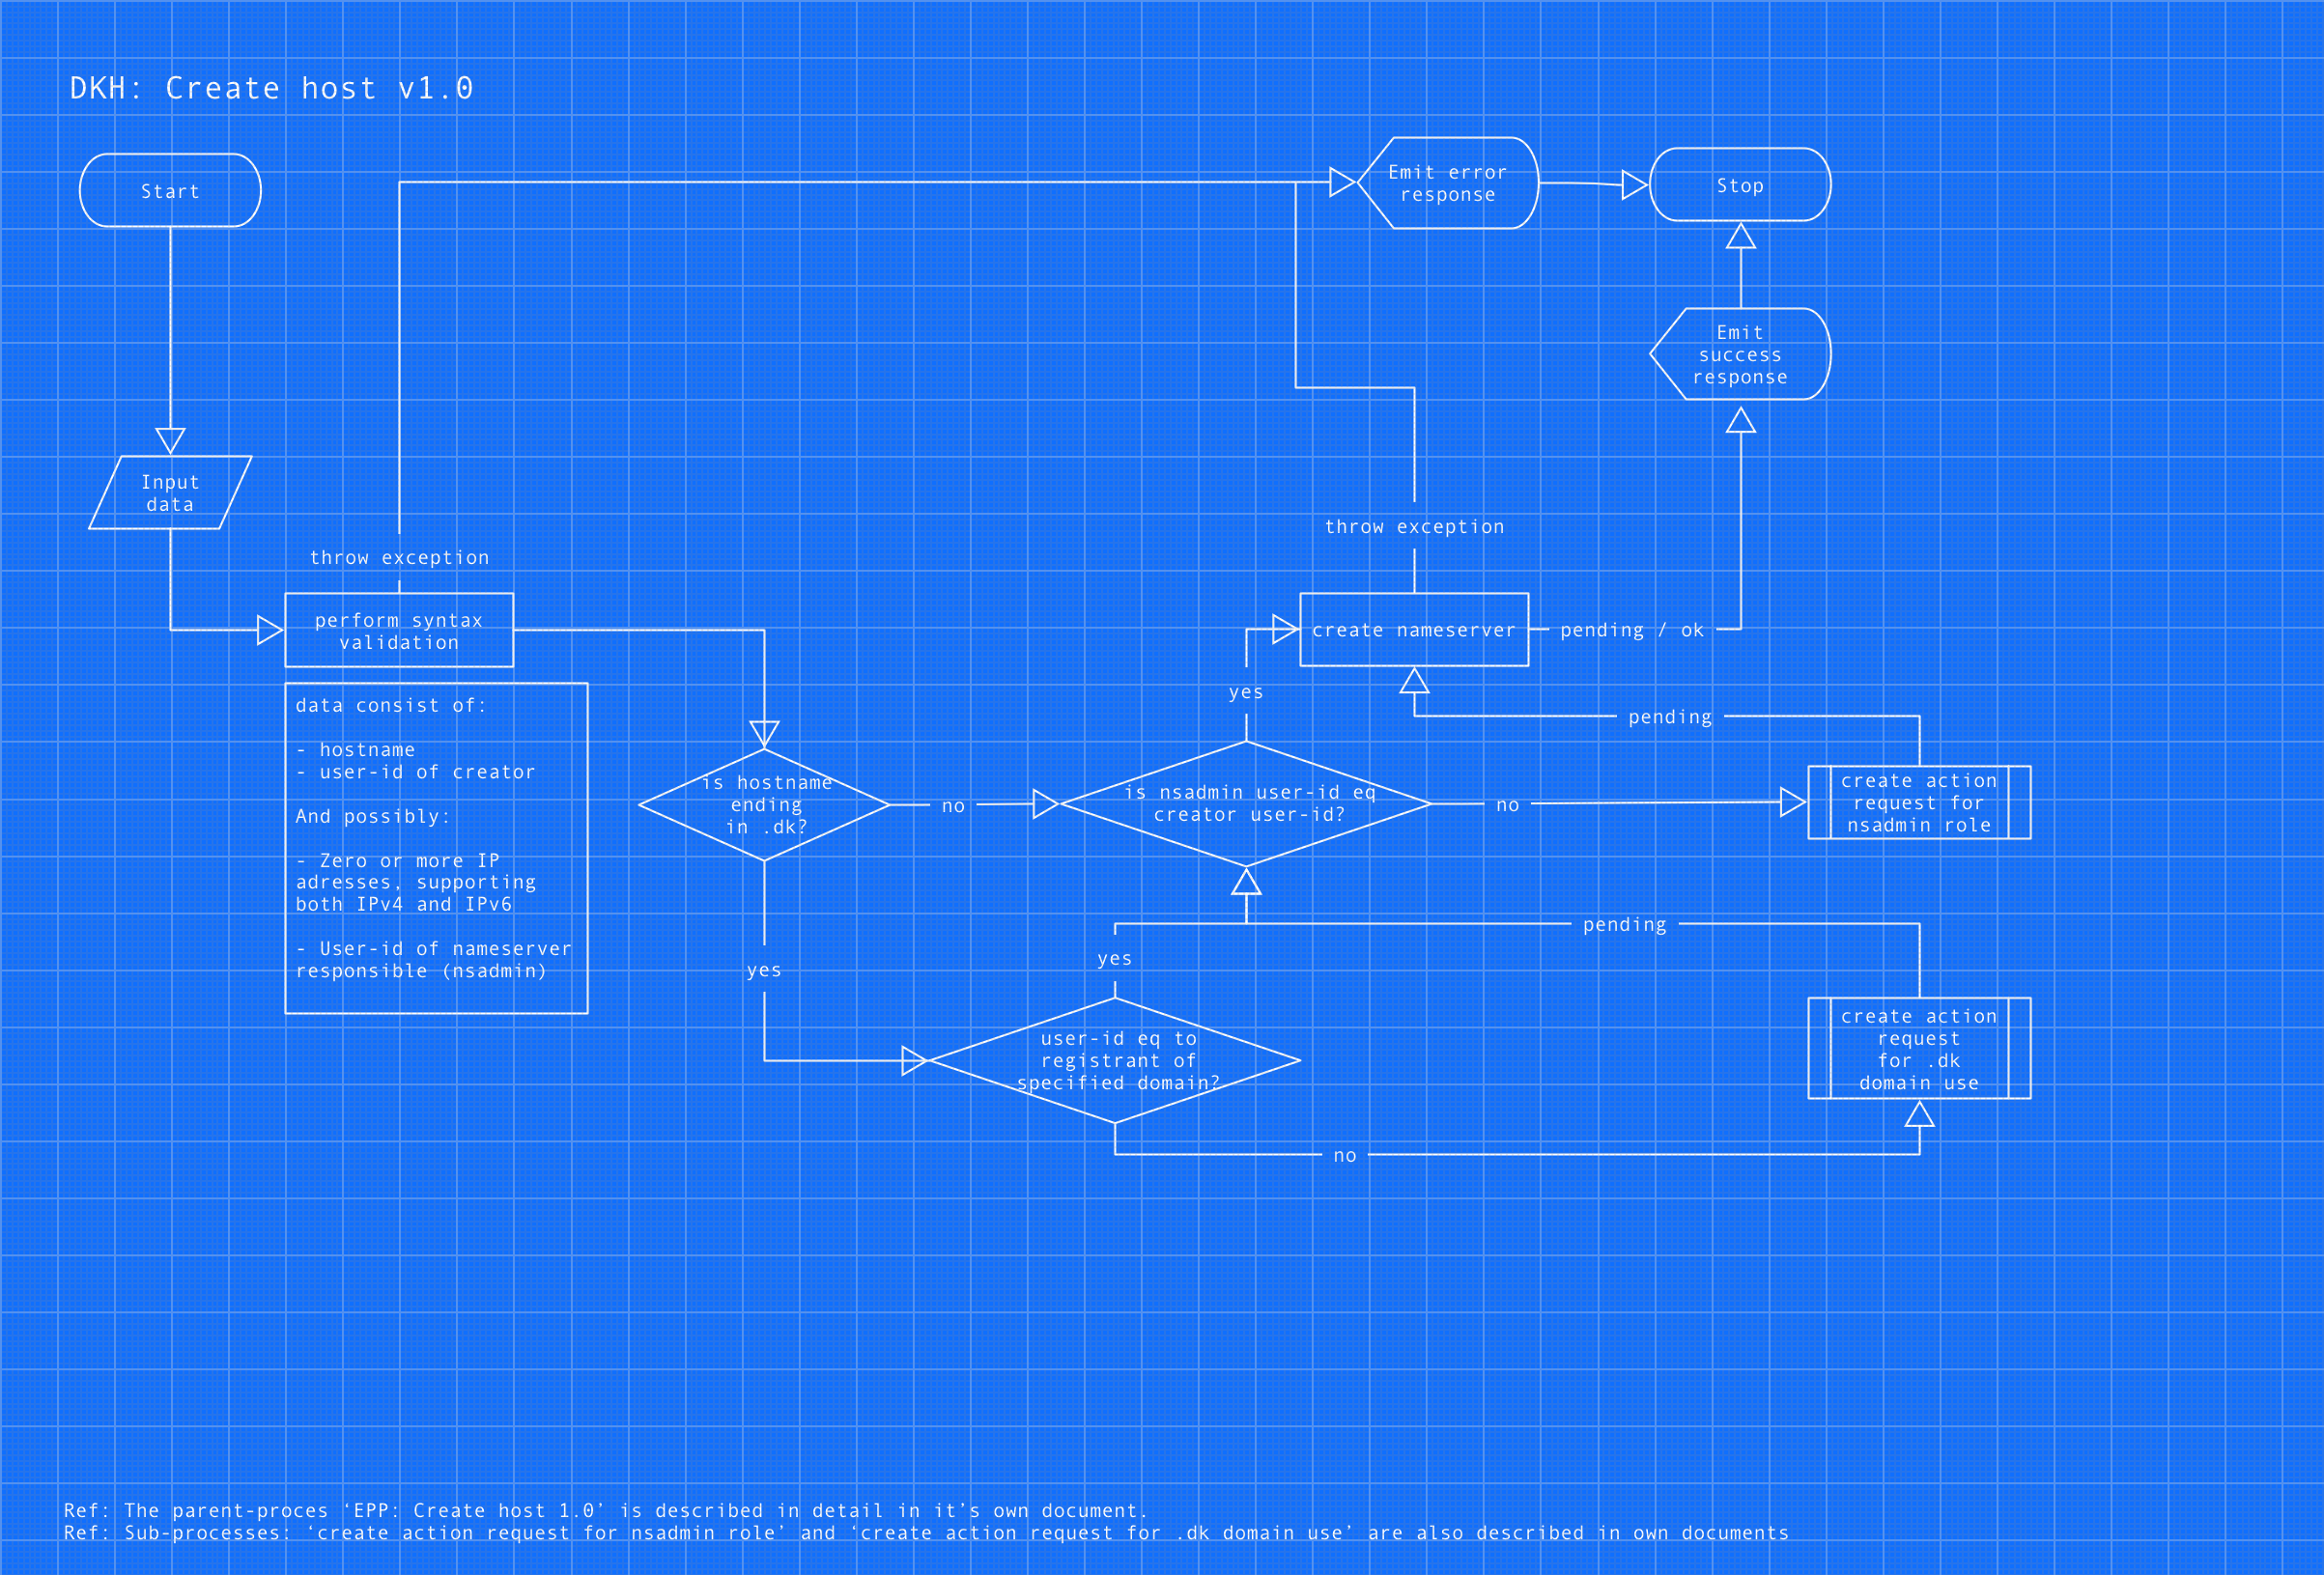 DKH: Create host v1.0
Start
Emit error
response
Stop
Emit
success
response
Input
data
throw exception
throw exception
perform syntax
validation
create nameserver
pending / ok
data consist of:
- hostname
- user-id of creator
And possibly:
- Zero or more IP
adresses, supporting
both IPv4 and IPv6
- User-id of nameserver
responsible (nsadmin)
yes
pending
is hostname
ending
in .dk?
no
is nsadmin user-id eq
creator user-id?
no
create action
request for
nsadmin role
yes
yes
pending
user-id eq to
registrant of
specified domain?
create action
request
for .dk
domain use
no
Ref: The parent-proces ‘EPP: Create host 1.0’ is described in detail in it’s own document.
Ref: Sub-processes: ‘create action request for nsadmin role’ and ‘create action request for .dk domain use’ are also described in own documents